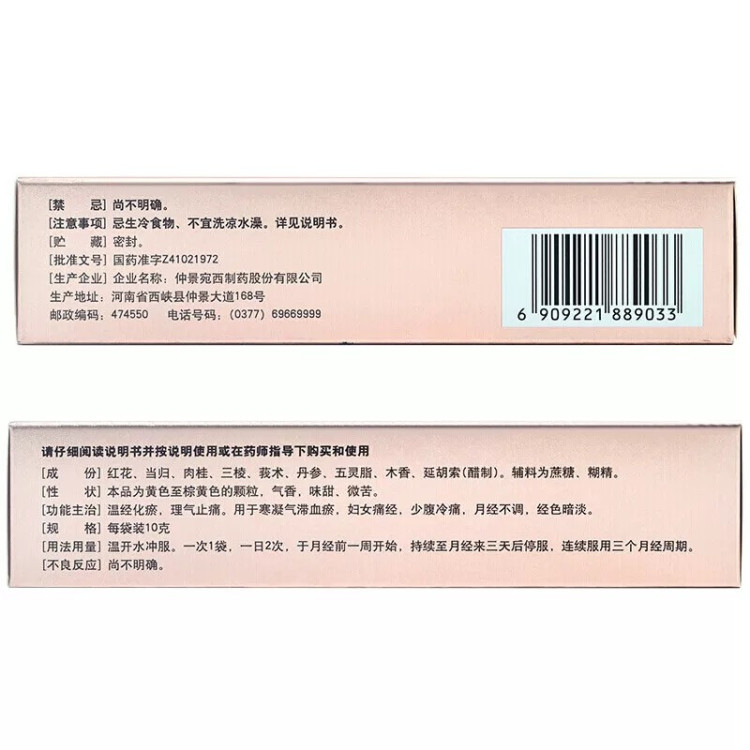 [禁　　忌] 尚不明确。
[注意事项] 忌生冷食物、不宜洗凉水澡。详见说明书。
[贮　　藏] 密封。
[批准文号] 国药准字Z41021972
[生产企业] 企业名称：仲景宛西制药股份有限公司
生产地址：河南省西峡县仲景大道168号
邮政编码：474550　电话号码：(0377) 69669999
6 909221 889033
请仔细阅读说明书并按说明使用或在药师指导下购买和使用
[成　　份] 红花、当归、肉桂、三棱、莪术、丹参、五灵脂、木香、延胡索(醋制)。辅料为蔗糖、糊精。
[性　　状] 本品为黄色至棕黄色的颗粒，气香，味甜、微苦。
[功能主治] 温经化瘀，理气止痛。用于寒凝气滞血瘀，妇女痛经，少腹冷痛，月经不调，经色暗淡。
[规　　格] 每袋装10克
[用法用量] 温开水冲服。一次1袋，一日2次，于月经前一周开始，持续至月经来三天后停服，连续服用三个月经周期。
[不良反应] 尚不明确。